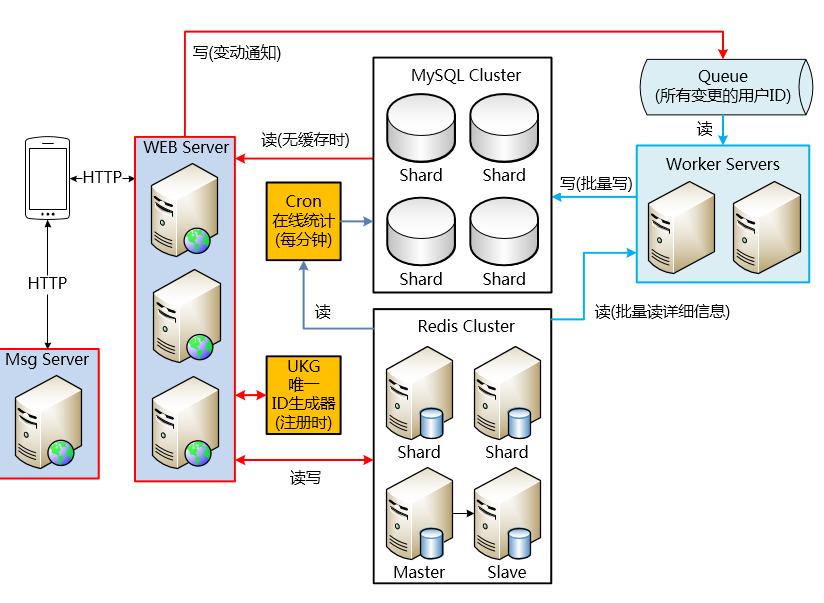 写(变动通知)
MySQL Cluster
Queue
(所有变更的用户ID)
读
WEB Server
读(无缓存时)
Shard
Shard
Worker Servers
HTTP
Cron
在线统计
(每分钟)
写(批量写)
Shard
Shard
HTTP
读
Redis Cluster
读(批量读详细信息)
Msg Server
UKG
唯一
ID生成器
(注册时)
Shard
Shard
读写
Master
Slave